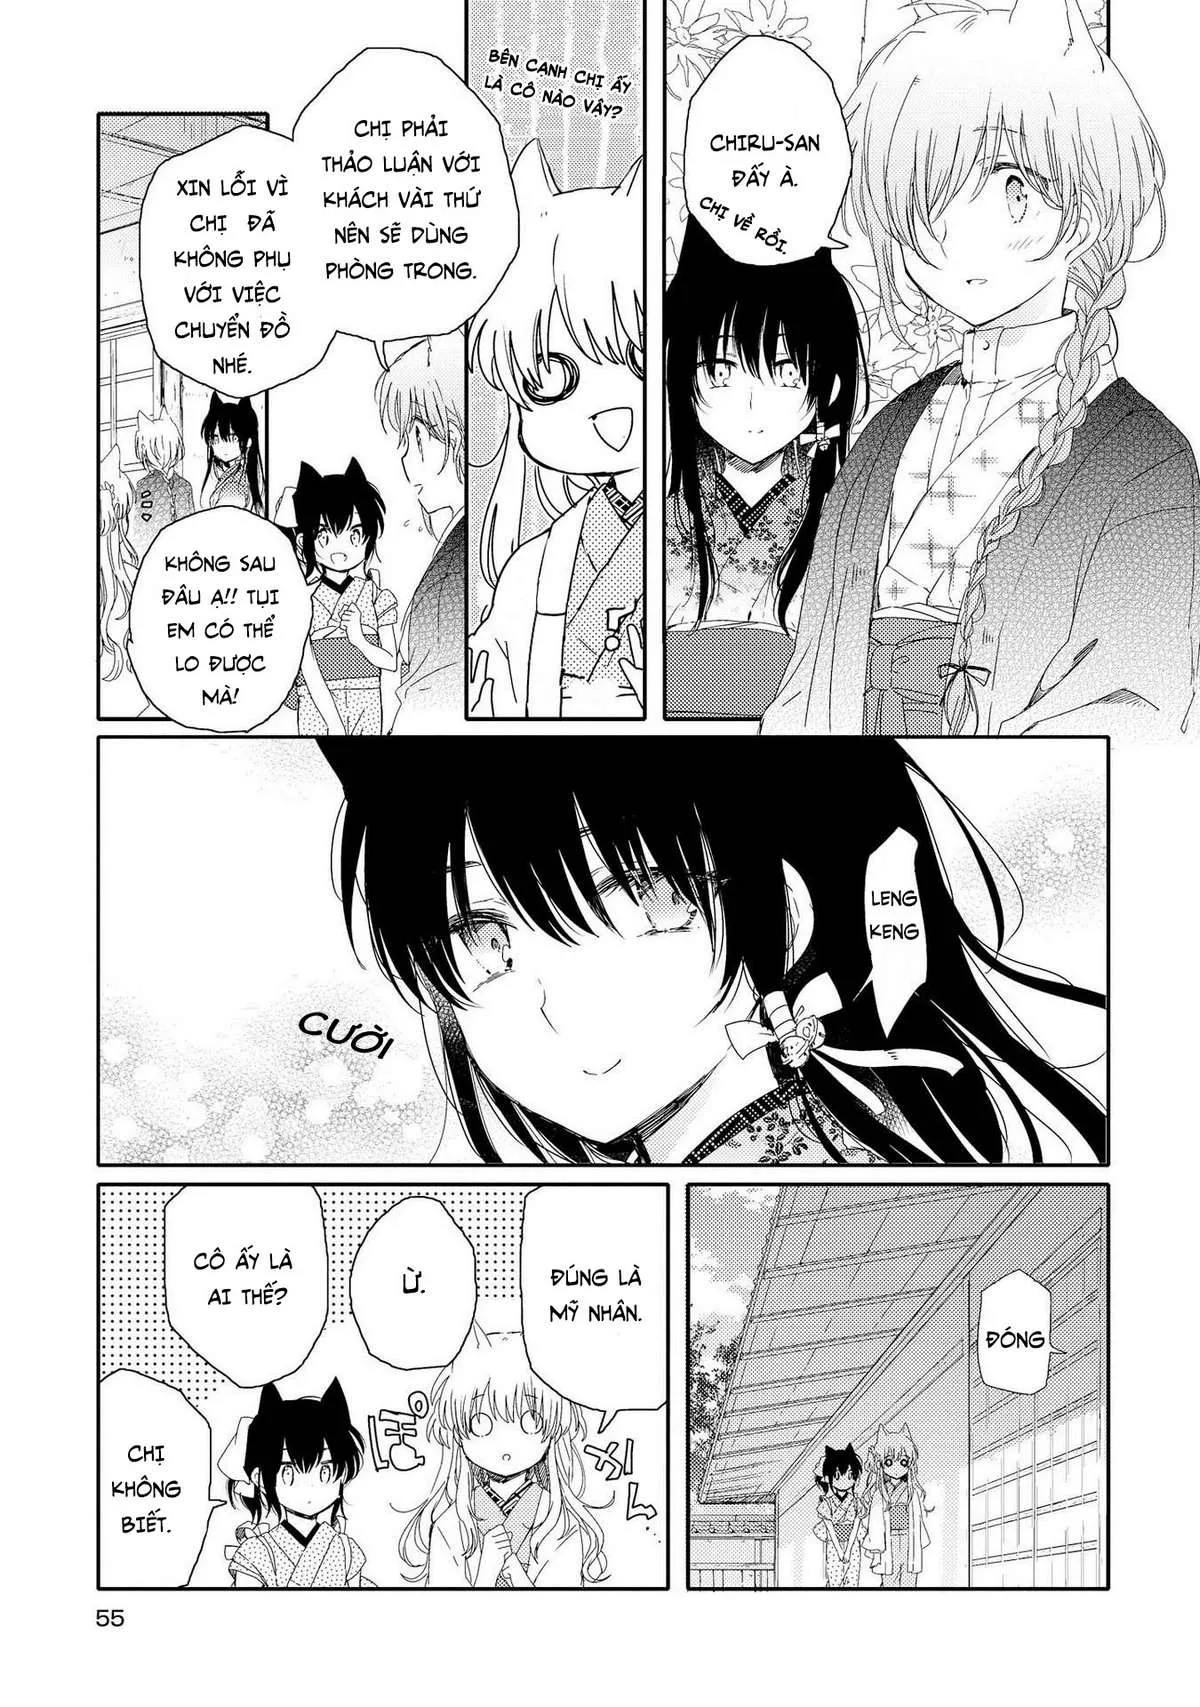 CHIRU-SAN
ĐẤY À.
CHỊ VỀ RỒI.
BÊN CẠNH CHỊ ẤY
LÀ CÔ NÀO VẬY?
CHỊ PHẢI
THẢO LUẬN VỚI
KHÁCH VÀI THỨ
NÊN SẼ DÙNG
PHÒNG TRONG.
XIN LỖI VÌ
CHỊ ĐÃ
KHÔNG PHỤ
VỚI VIỆC
CHUYỂN ĐỒ
NHÉ.
KHÔNG SAU
ĐÂU Ạ!! TỤI
EM CÓ THỂ
LO ĐƯỢC
MÀ!
LENG
KENG
CƯỜI
ĐÓNG
ĐÚNG LÀ
MỸ NHÂN.
Ừ.
CÔ ẤY LÀ
AI THẾ?
CHỊ
KHÔNG
BIẾT.
ぽ。
55